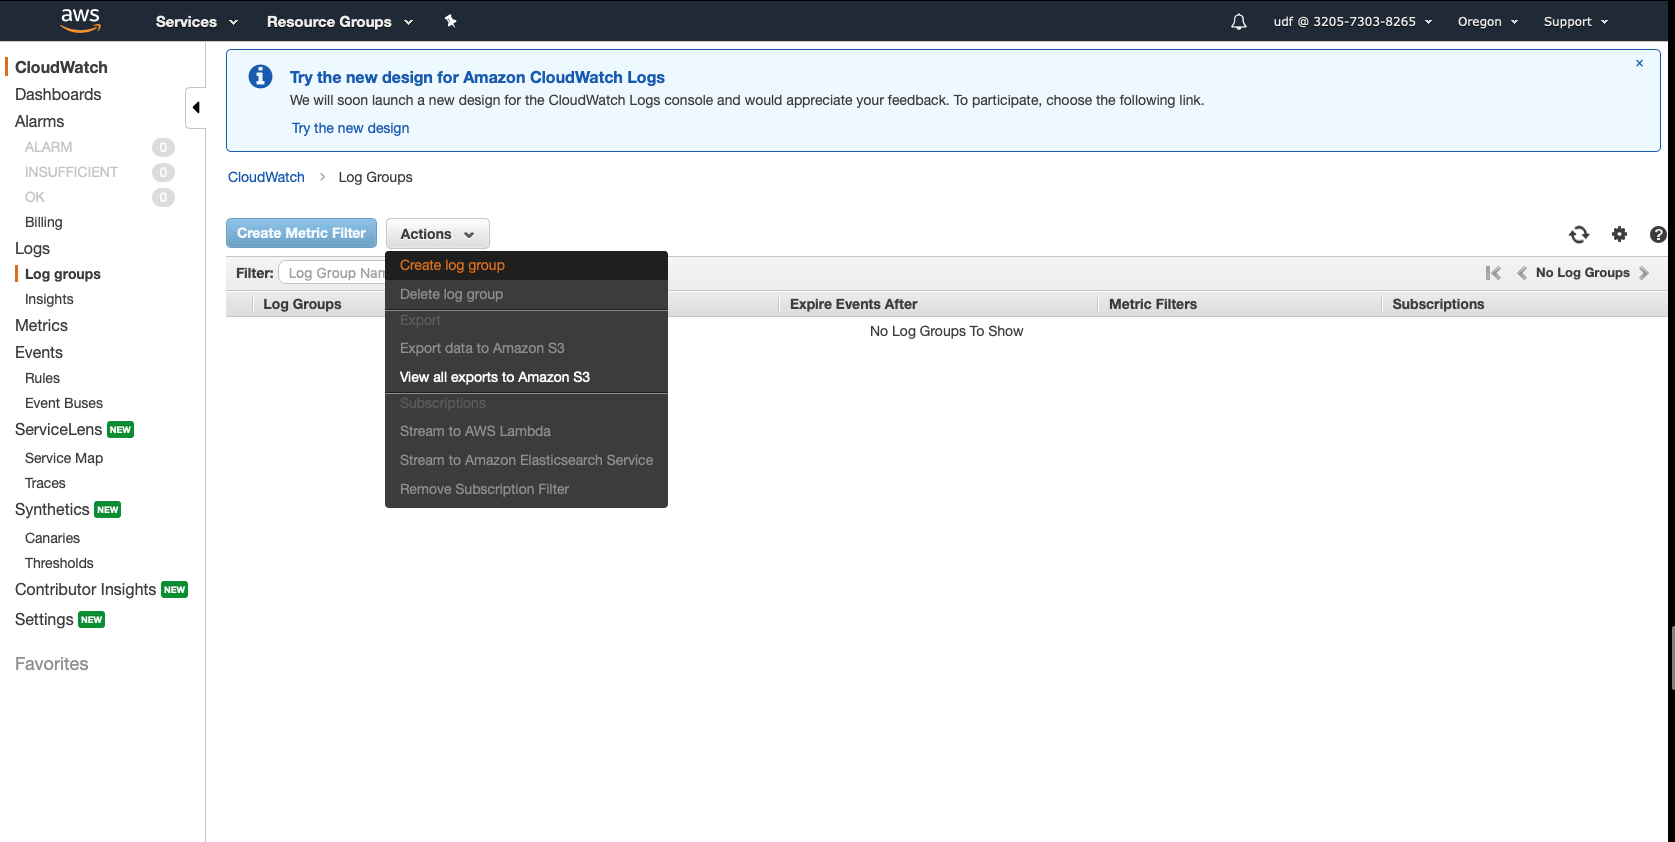 aws Services Resource Groups udf @ 3205-7303-8265 Oregon Support
CloudWatch
Dashboards
Alarms
ALARM 0
INSUFFICIENT 0
OK 0
Billing
Logs
Log groups
Insights
Metrics
Events
Rules
Event Buses
ServiceLens NEW
Service Map
Traces
Synthetics NEW
Canaries
Thresholds
Contributor Insights NEW
Settings NEW
Favorites
Try the new design for Amazon CloudWatch Logs ×
We will soon launch a new design for the CloudWatch Logs console and would appreciate your feedback. To participate, choose the following link.
Try the new design
CloudWatch > Log Groups
Create Metric Filter Actions
Filter: Log Group Nam No Log Groups
Log Groups Expire Events After Metric Filters Subscriptions
No Log Groups To Show
Create log group
Delete log group
Export
Export data to Amazon S3
View all exports to Amazon S3
Subscriptions
Stream to AWS Lambda
Stream to Amazon Elasticsearch Service
Remove Subscription Filter